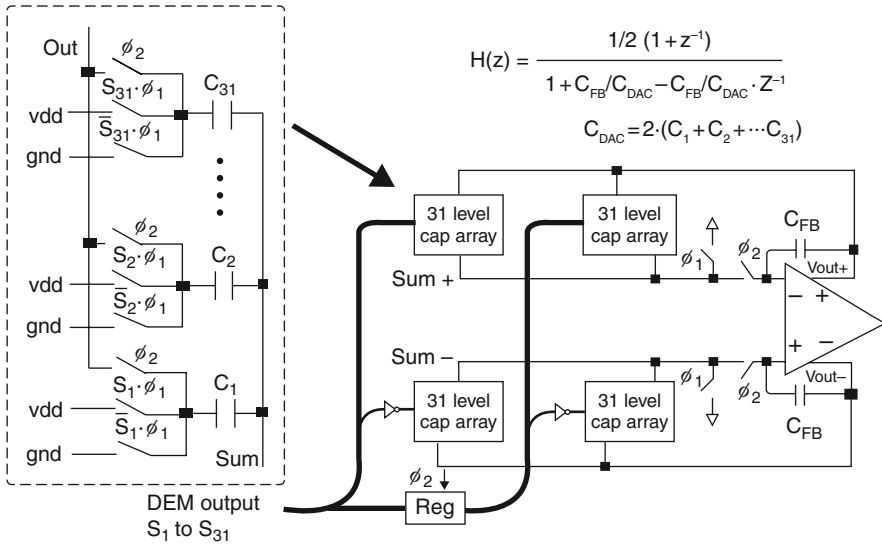 Out
ϕ2
S31·ϕ1
C31
vdd
S̅31·ϕ1
gnd
ϕ2
S2·ϕ1
C2
vdd
S̅2·ϕ1
gnd
ϕ2
S1·ϕ1
C1
vdd
S̅1·ϕ1
gnd
Sum
H(z) = 1/2 (1+z⁻¹)
1+CFB/CDAC–CFB/CDAC·Z⁻¹
CDAC=2·(C1+C2+···C31)
31 level
cap array
31 level
cap array
ϕ1
ϕ2
CFB
Sum +
Vout+
– +
+ –
Sum –
ϕ1
ϕ2
Vout–
CFB
31 level
cap array
31 level
cap array
ϕ2
Reg
DEM output
S1 to S31